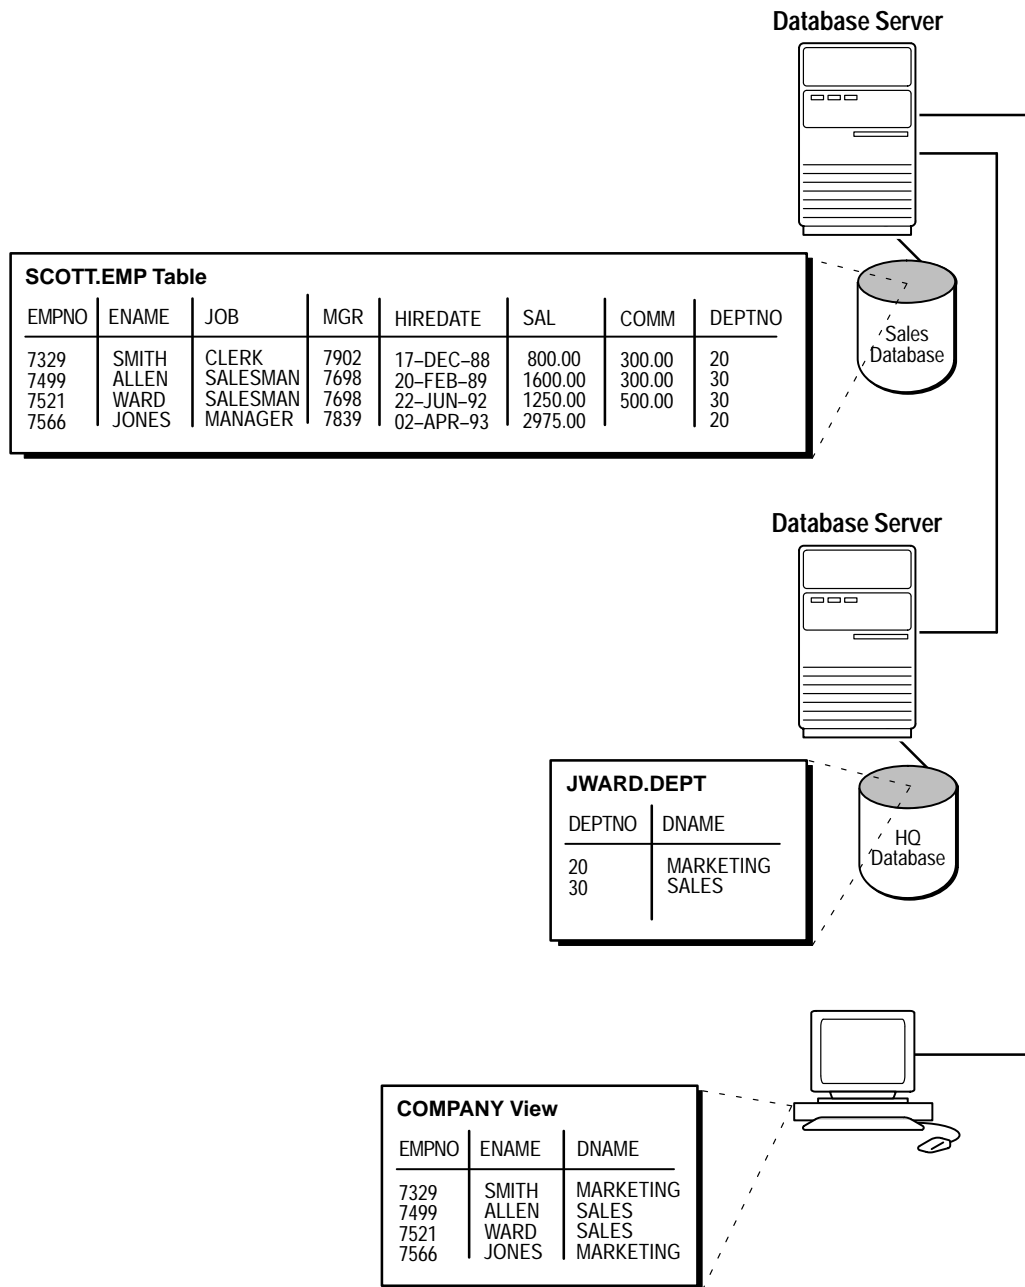 Database Server
SCOTT.EMP Table
EMPNO ENAME JOB MGR HIREDATE SAL COMM DEPTNO
7329 SMITH CLERK 7902 17–DEC–88 800.00 300.00 20
7499 ALLEN SALESMAN 7698 20–FEB–89 1600.00 300.00 30
7521 WARD SALESMAN 7698 22–JUN–92 1250.00 500.00 30
7566 JONES MANAGER 7839 02–APR–93 2975.00 20
Sales
Database
Database Server
JWARD.DEPT
DEPTNO DNAME
20 MARKETING
30 SALES
HQ
Database
COMPANY View
EMPNO ENAME DNAME
7329 SMITH MARKETING
7499 ALLEN SALES
7521 WARD SALES
7566 JONES MARKETING